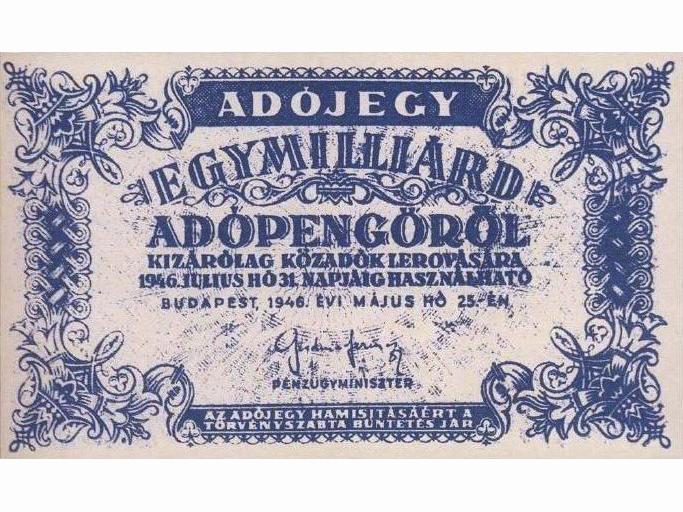 ADÓJEGY
EGYMILLIÁRD
ADÓPENGŐRŐL
KIZÁRÓLAG KÖZADÓK LEROVÁSÁRA
1946. JÚLIUS HÓ 31. NAPJÁIG HASZNÁLHATÓ
BUDAPEST, 1946. ÉVI MÁJUS HÓ 25.-ÉN
PÉNZÜGYMINISZTER
AZ ADÓJEGY HAMISITÁSÁÉRT A
TÖRVÉNYSZABTA BÜNTETÉS JÁR